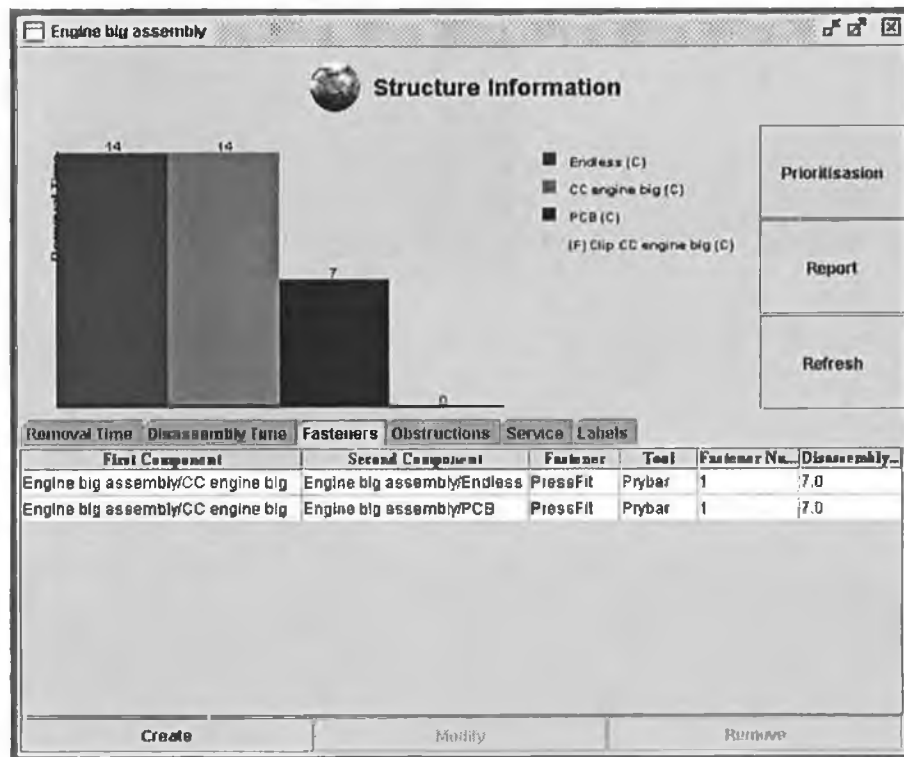 Engine big assembly
Structure Information
14
14
7
0
Endless (C)
CC engine big (C)
PCB (C)
(F) Clip CC engine big (C)
Prioritisasion
Report
Refresh
Removal Time Disassembly Time Fasteners Obstructions Service Labels
First Component Second Component Fastener Tool Fastener Nu... Disassembly...
Engine big assembly/CC engine big Engine big assembly/Endless PressFit Prybar 1 7.0
Engine big assembly/CC engine big Engine big assembly/PCB PressFit Prybar 1 7.0
Create Modify Remove